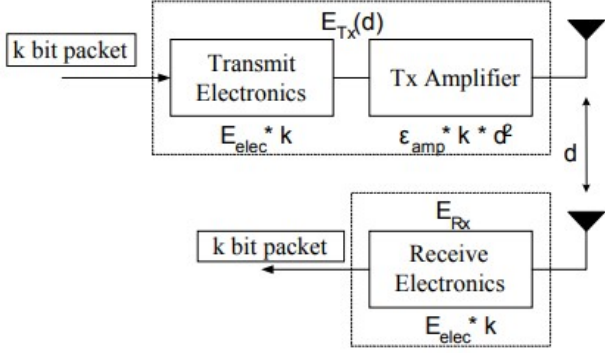 E_Tx(d)
k bit packet
Transmit
Electronics
Tx Amplifier
E_elec * k
ε_amp * k * d²
d
E_Rx
k bit packet
Receive
Electronics
E_elec * k